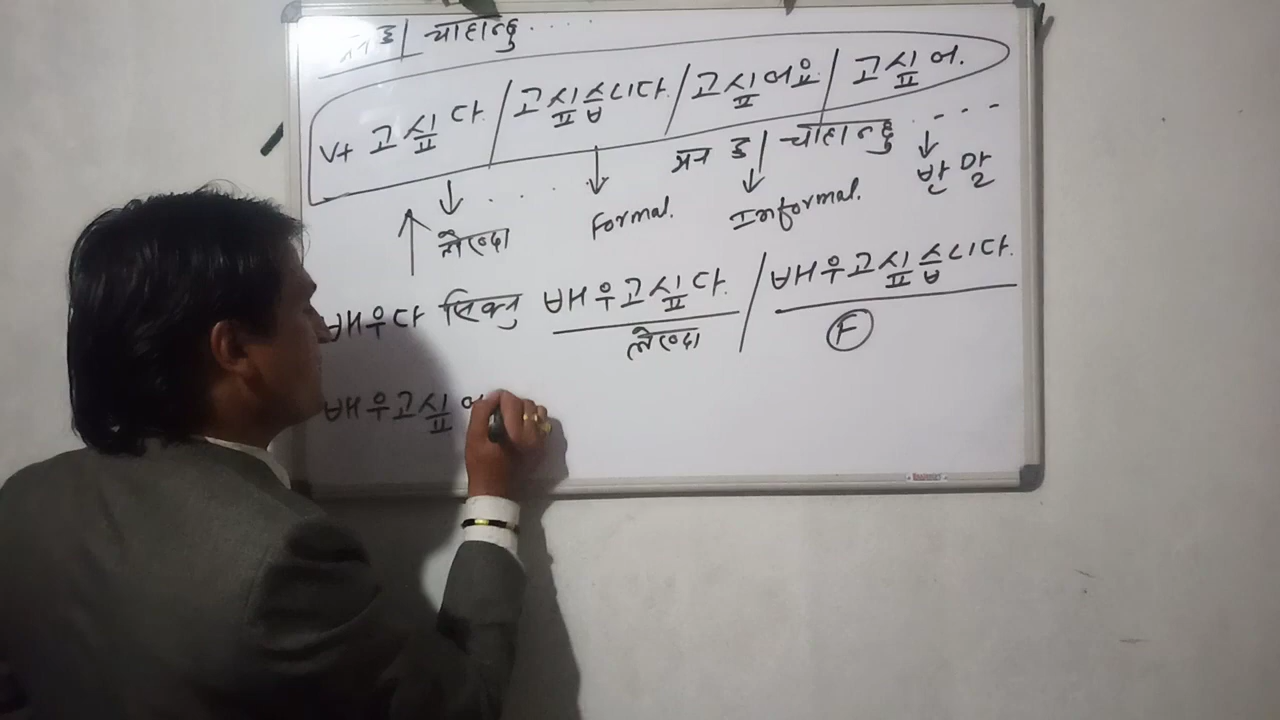 मन छ / चाहान्छु ....
V+ 고싶다 / 고싶습니다 / 고싶어요 / 고싶어.
मन छ / चाहान्छु ....
लेख्दा Formal. Informal. 반말
배우다 सिक्नु 배우고싶다. / 배우고싶습니다.
लेख्दा F
배우고싶어